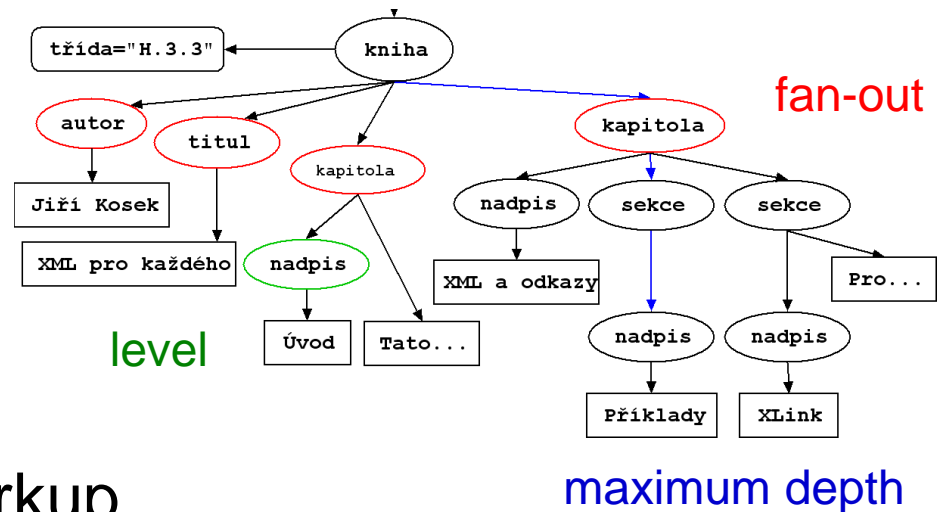 třída="H.3.3"
kniha
fan-out
autor
titul
kapitola
kapitola
Jiří Kosek
nadpis
sekce
sekce
XML pro každého
nadpis
XML a odkazy
Pro...
level
Úvod
Tato...
nadpis
nadpis
Příklady
XLink
rkup
maximum depth